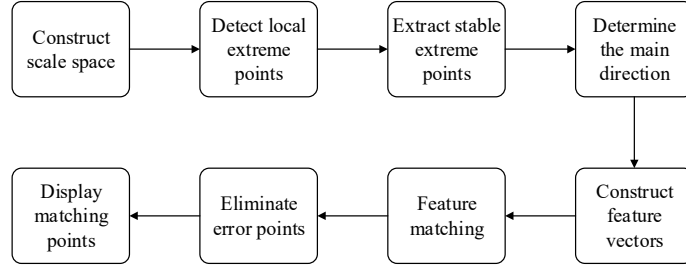 Construct
scale space
Detect local
extreme
points
Extract stable
extreme
points
Determine
the main
direction
Construct
feature
vectors
Feature
matching
Eliminate
error points
Display
matching
points